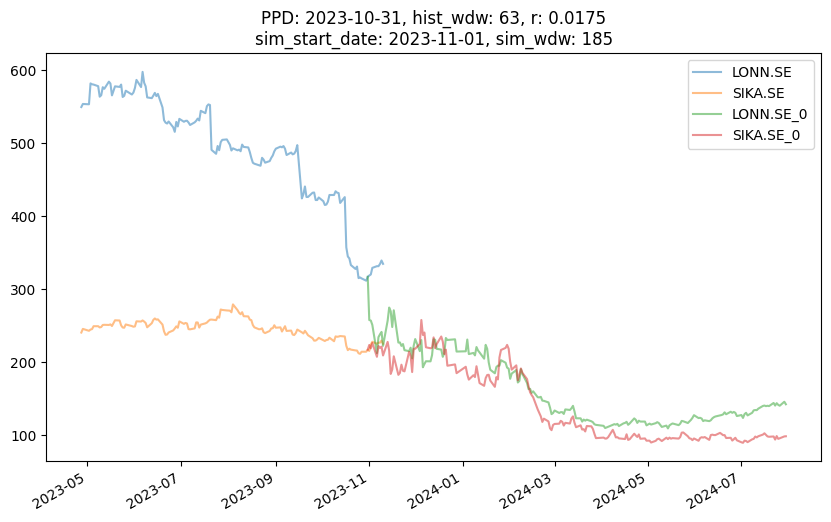 PPD: 2023-10-31, hist_wdw: 63, r: 0.0175
sim_start_date: 2023-11-01, sim_wdw: 185
LONN.SE
SIKA.SE
LONN.SE_0
SIKA.SE_0
600
500
400
300
200
100
2023-05
2023-07
2023-09
2023-11
2024-01
2024-03
2024-05
2024-07